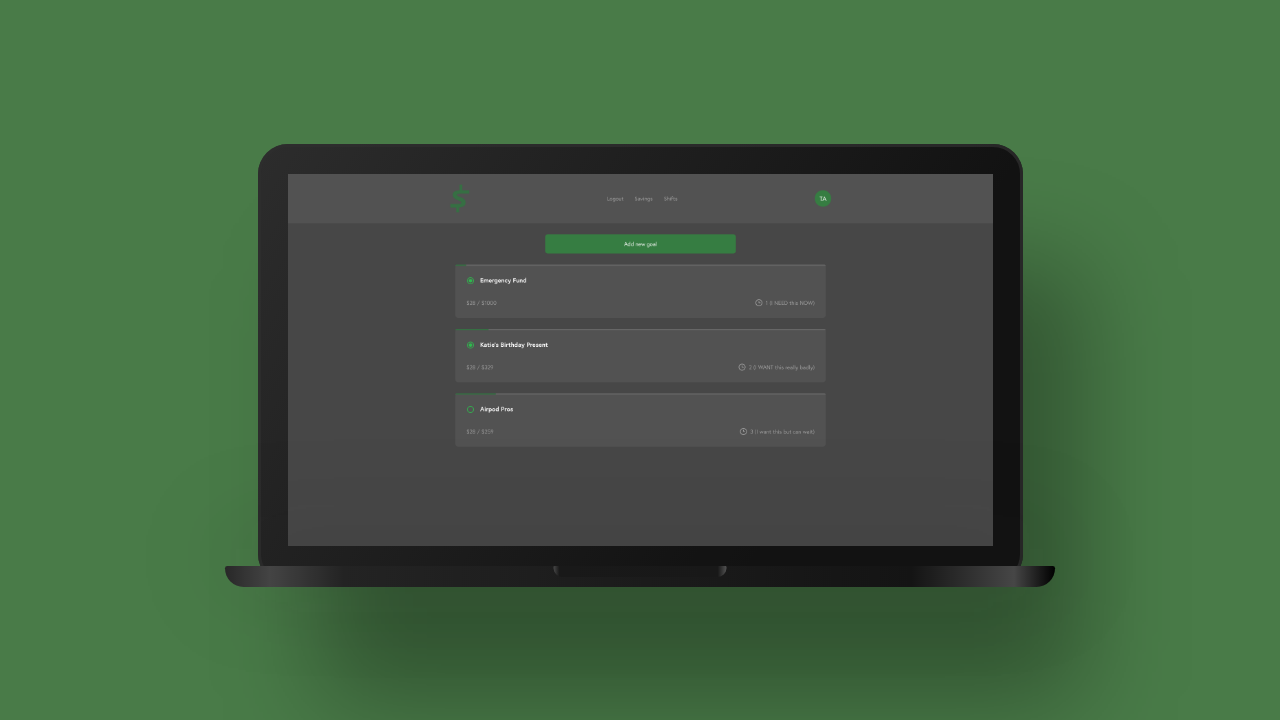 $
Logout Savings Shifts
TA
Add new goal
Emergency Fund
$28 / $1000
1 (I NEED this NOW)
Katie's Birthday Present
$28 / $329
2 (I WANT this really badly)
Airpod Pros
$28 / $259
3 (I want this but can wait)